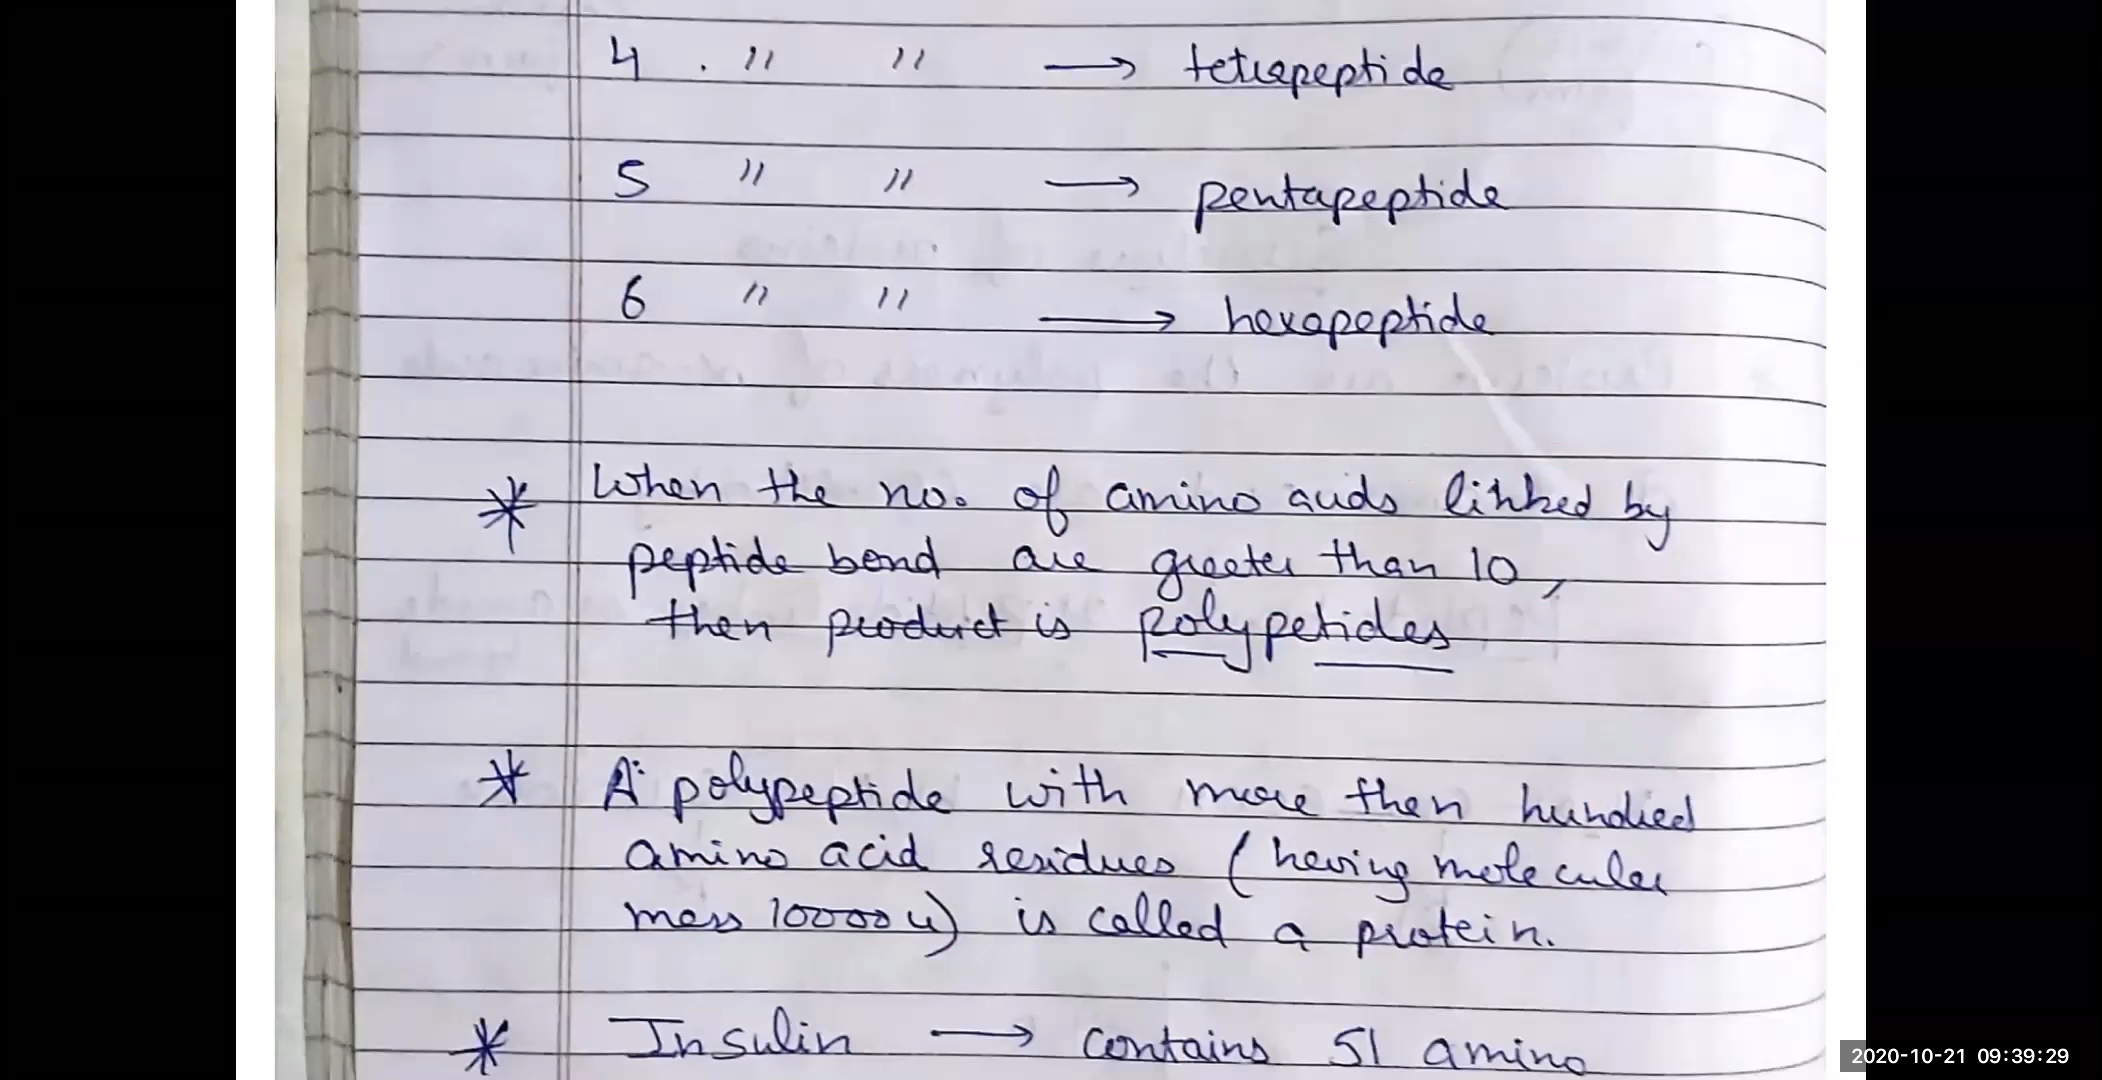 4 . " " → tetrapeptide
5 " " → pentapeptide
6 " " → hexapeptide
* When the no. of amino acids linked by
peptide bond are greater than 10,
then product is polypetides
* A polypeptide with more then hundred
amino acid residues (having molecular
mass 10000 u) is called a protein.
* Insulin → contains 51 amino
2020-10-21 09:39:29